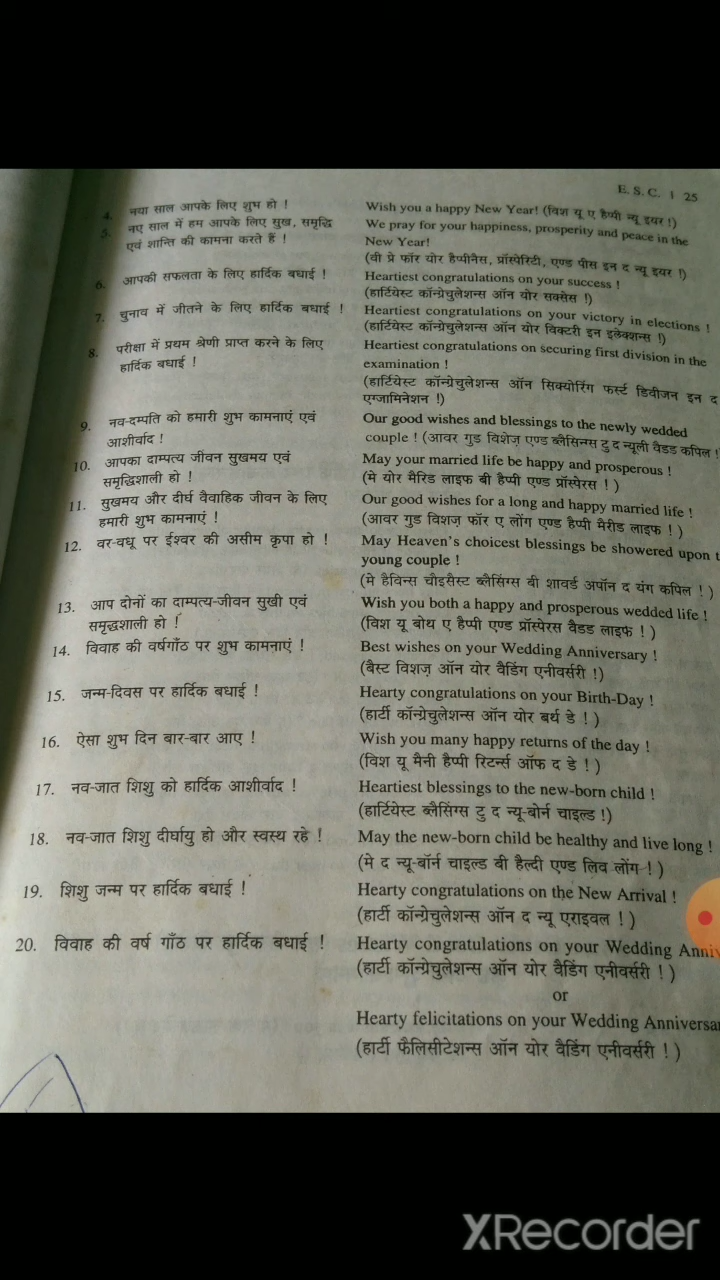 E. S. C. | 25
4. नया साल आपके लिए शुभ हो !
Wish you a happy New Year! (विश यू ए हैप्पी न्यू इयर !)
5. नए साल में हम आपके लिए सुख, समृद्धि
एवं शान्ति की कामना करते हैं !
We pray for your happiness, prosperity and peace in the
New Year!
(वी प्रे फॉर योर हैप्पीनैस, प्रॉस्पेरिटी, एण्ड पीस इन द न्यू इयर !)
6. आपकी सफलता के लिए हार्दिक बधाई !
Heartiest congratulations on your success !
(हार्टियेस्ट कॉन्ग्रेचुलेशन्स ऑन योर सक्सेस !)
7. चुनाव में जीतने के लिए हार्दिक बधाई !
Heartiest congratulations on your victory in elections !
(हार्टियेस्ट कॉन्ग्रेचुलेशन्स ऑन योर विक्टरी इन इलेक्शन्स !)
8. परीक्षा में प्रथम श्रेणी प्राप्त करने के लिए
हार्दिक बधाई !
Heartiest congratulations on securing first division in the
examination !
(हार्टियेस्ट कॉन्ग्रेचुलेशन्स ऑन सिक्योरिंग फर्स्ट डिवीजन इन द
एग्जामिनेशन !)
9. नव-दम्पति को हमारी शुभ कामनाएं एवं
आशीर्वाद !
Our good wishes and blessings to the newly wedded
couple ! (आवर गुड विशेज़ एण्ड ब्लैसिन्ग्स टु द न्यूली वैडड कपिल !
10. आपका दाम्पत्य जीवन सुखमय एवं
समृद्धिशाली हो !
May your married life be happy and prosperous !
(मे योर मैरिड लाइफ बी हैप्पी एण्ड प्रॉस्पेरस ! )
11. सुखमय और दीर्घ वैवाहिक जीवन के लिए
हमारी शुभ कामनाएं !
Our good wishes for a long and happy married life !
(आवर गुड विशज़ फॉर ए लोंग एण्ड हैप्पी मैरीड लाइफ ! )
12. वर-वधू पर ईश्वर की असीम कृपा हो !
May Heaven's choicest blessings be showered upon t
young couple !
(मे हैविन्स चौइसैस्ट ब्लैसिंग्स बी शावर्ड अपॉन द यंग कपिल ! )
13. आप दोनों का दाम्पत्य-जीवन सुखी एवं
समृद्धशाली हो !
Wish you both a happy and prosperous wedded life !
(विश यू बोथ ए हैप्पी एण्ड प्रॉस्पेरस वैडड लाइफ ! )
14. विवाह की वर्षगाँठ पर शुभ कामनाएं !
Best wishes on your Wedding Anniversary !
(बैस्ट विशज़ ऑन योर वैडिंग एनीवर्सरी !)
15. जन्म-दिवस पर हार्दिक बधाई !
Hearty congratulations on your Birth-Day !
(हार्टी कॉन्ग्रेचुलेशन्स ऑन योर बर्थ डे ! )
16. ऐसा शुभ दिन बार-बार आए !
Wish you many happy returns of the day !
(विश यू मैनी हैप्पी रिटर्न्स ऑफ द डे ! )
17. नव-जात शिशु को हार्दिक आशीर्वाद !
Heartiest blessings to the new-born child !
(हार्टियेस्ट ब्लैसिंग्स टु द न्यू-बोर्न चाइल्ड !)
18. नव-जात शिशु दीर्घायु हो और स्वस्थ रहे !
May the new-born child be healthy and live long !
(मे द न्यू-बॉर्न चाइल्ड बी हैल्दी एण्ड लिव लोंग ! )
19. शिशु जन्म पर हार्दिक बधाई !
Hearty congratulations on the New Arrival !
(हार्टी कॉन्ग्रेचुलेशन्स ऑन द न्यू एराइवल ! )
20. विवाह की वर्ष गाँठ पर हार्दिक बधाई !
Hearty congratulations on your Wedding Anniv
(हार्टी कॉन्ग्रेचुलेशन्स ऑन योर वैडिंग एनीवर्सरी ! )
or
Hearty felicitations on your Wedding Anniversa
(हार्टी फैलिसीटेशन्स ऑन योर वैडिंग एनीवर्सरी ! )
XRecorder